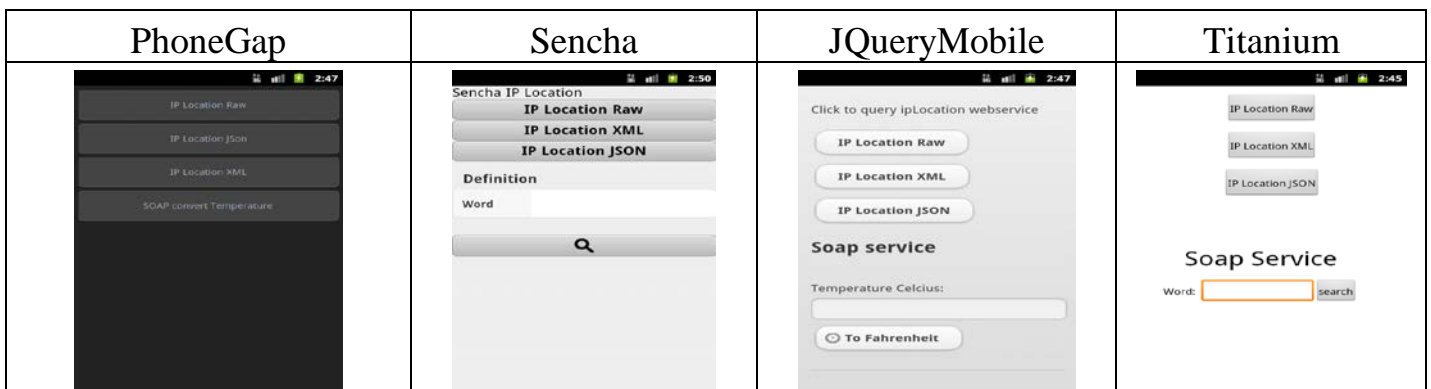 PhoneGap
Sencha
JQueryMobile
Titanium
2:47
IP Location Raw
IP Location JSon
IP Location XML
SOAP convert Temperature
2:50
Sencha IP Location
IP Location Raw
IP Location XML
IP Location JSON
Definition
Word
2:47
Click to query ipLocation webservice
IP Location Raw
IP Location XML
IP Location JSON
Soap service
Temperature Celcius:
To Fahrenheit
2:45
IP Location Raw
IP Location XML
IP Location JSON
Soap Service
Word: search